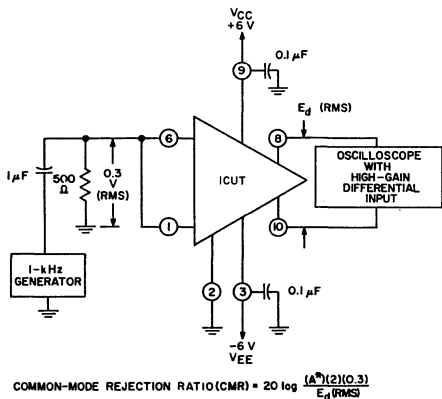 VCC
+6 V
0.1 µF
9
Ed (RMS)
6
8
1 µF
500
Ω
0.3
V
(RMS)
ICUT
OSCILLOSCOPE
WITH
HIGH-GAIN
DIFFERENTIAL
INPUT
1
10
1-kHz
GENERATOR
2
3
0.1 µF
-6 V
VEE
COMMON-MODE REJECTION RATIO (CMR) = 20 log (A*)(2)(0.3) / Ed (RMS)